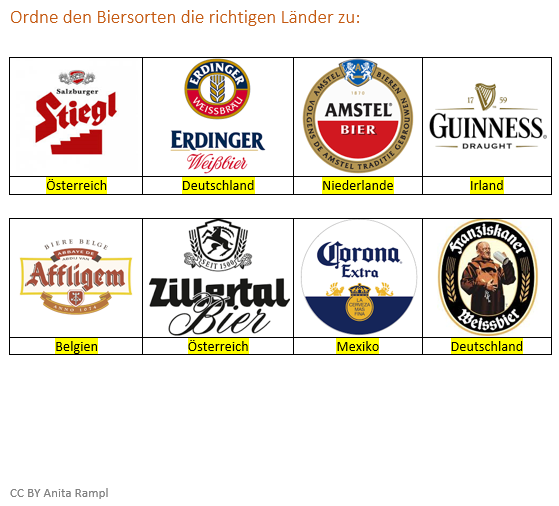 Ordne den Biersorten die richtigen Länder zu:
Salzburger
Stiegl
ERDINGER
WEISSBRÄU
ERDINGER
Weißbier
AMSTEL BIEREN
VOLGENS DE AMSTEL TRADITIE GEBROUWEN
1870
AMSTEL
BIER
17 59
GUINNESS
DRAUGHT
Österreich
Deutschland
Niederlande
Irland
BIERE BELGE
ABBAYE DE
ABDIJ VAN
Affligem
ANNO 1074
SEIT 1500
Zillertal
Bier
Corona
Extra
LA
CERVEZA
MAS
FINA
Franziskaner
Weissbier
Belgien
Österreich
Mexiko
Deutschland
CC BY Anita Rampl